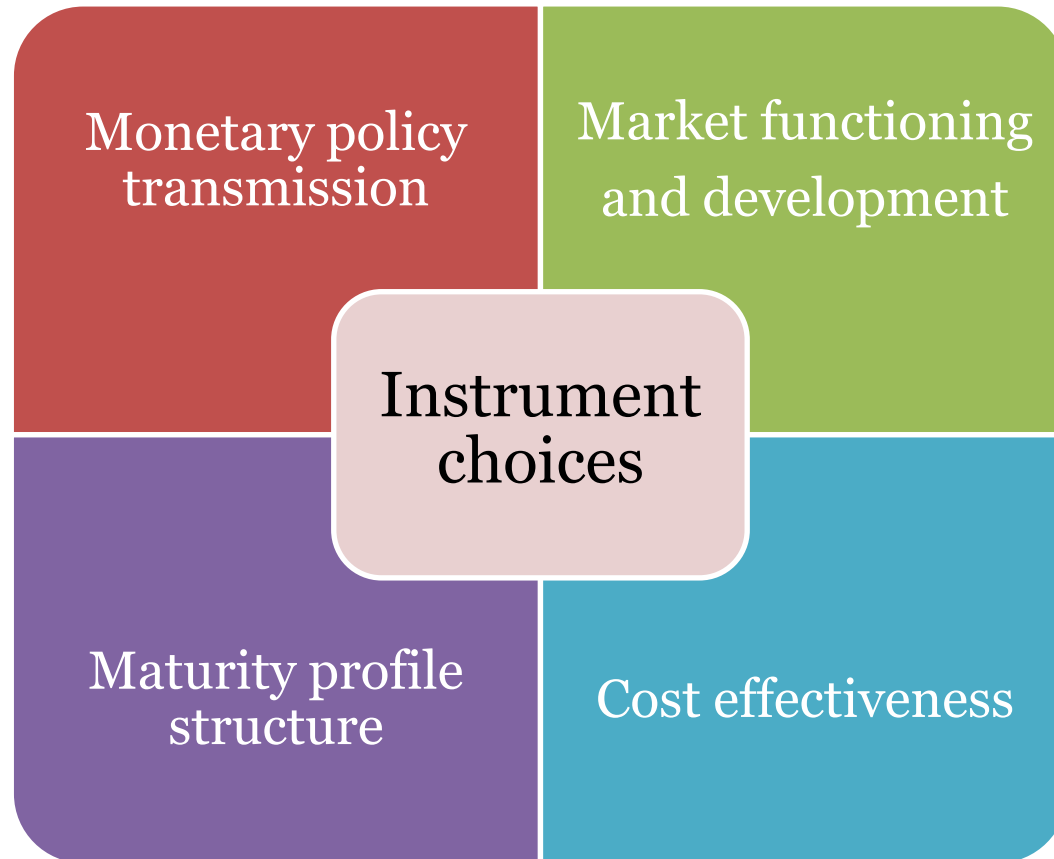 Monetary policy
transmission
Market functioning
and development
Instrument
choices
Maturity profile
structure
Cost effectiveness